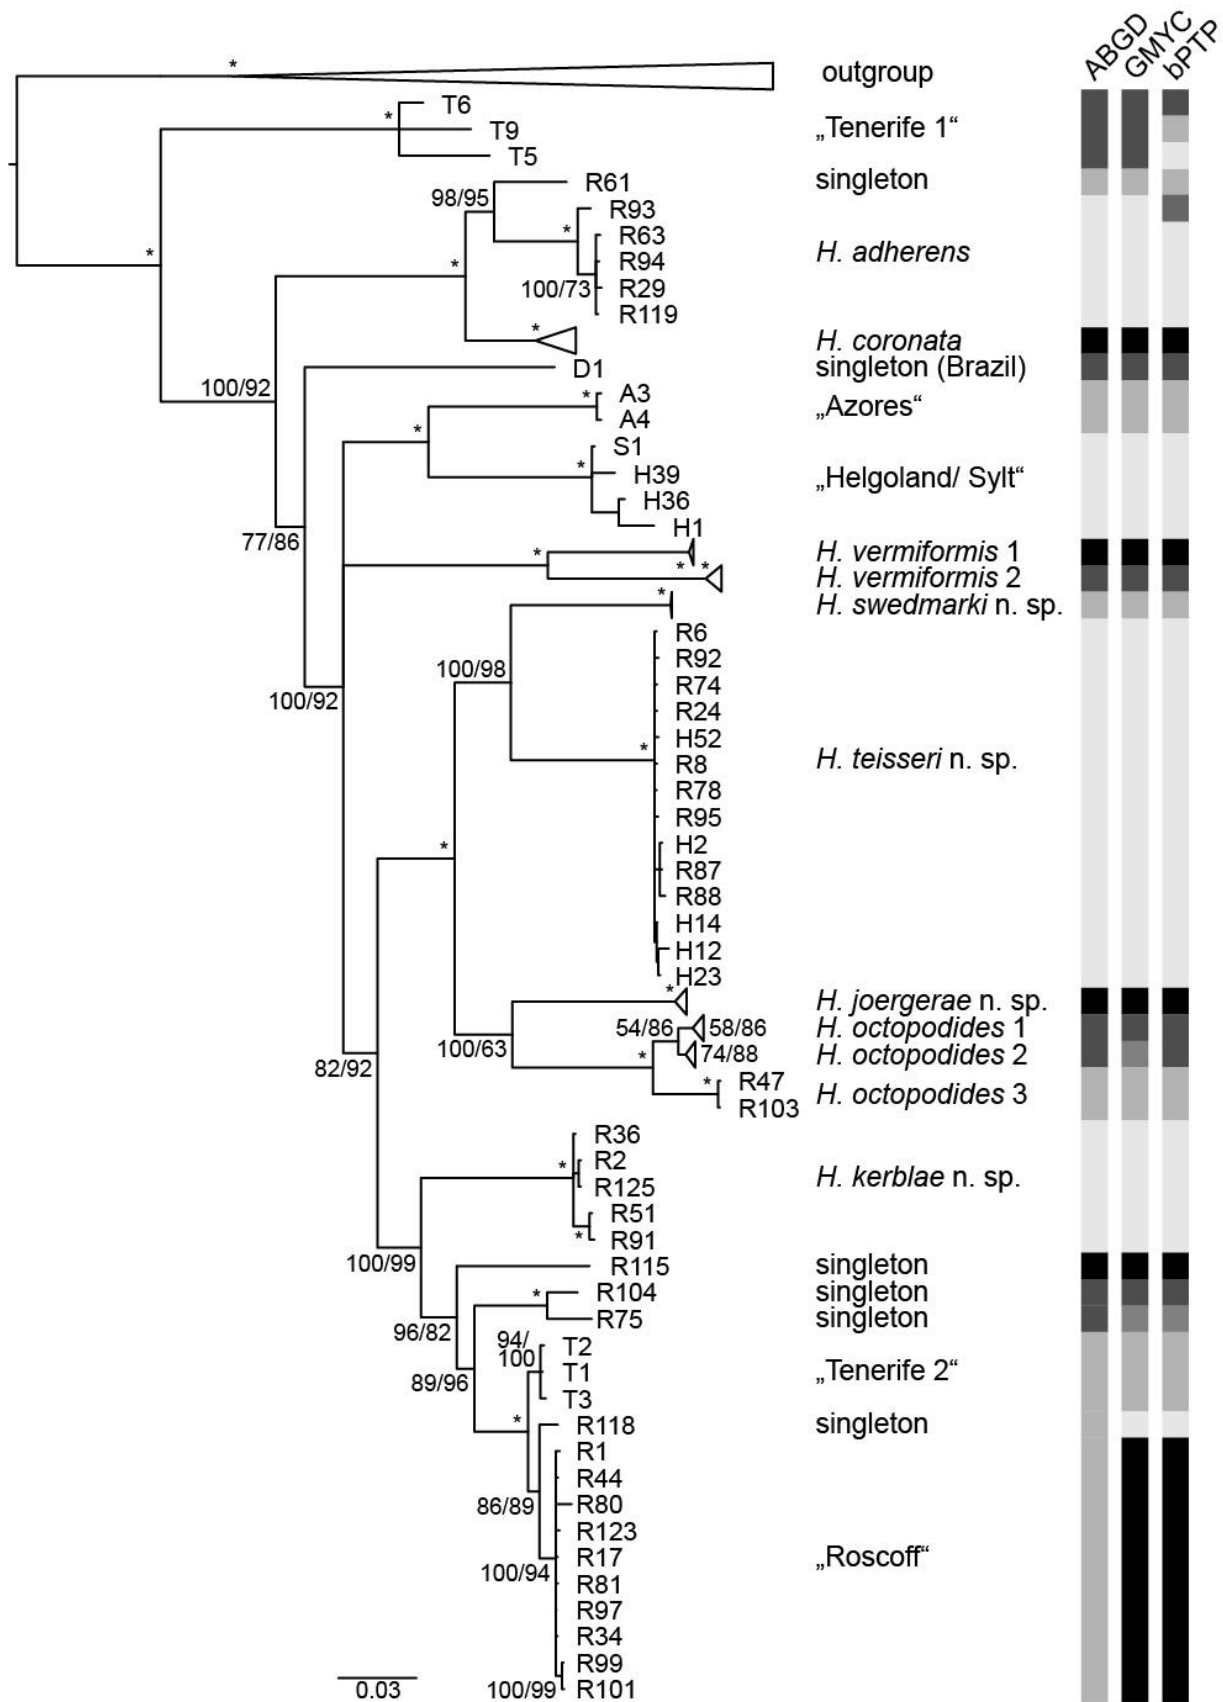 ABGD GMYC bPTP
* outgroup
T6
* T9 „Tenerife 1“
T5
R61 singleton
98/95
R93
* R63
R94 H. adherens
* R29
100/73
R119
* H. coronata
D1 singleton (Brazil)
100/92
* A3
A4 „Azores“
* S1
* H39 „Helgoland/ Sylt“
H36
H1
77/86
* H. vermiformis 1
* * H. vermiformis 2
* H. swedmarki n. sp.
R6
R92
100/98
R74
100/92
R24
H52
* R8 H. teisseri n. sp.
R78
R95
* H2
R87
R88
H14
H12
H23
* H. joergerae n. sp.
54/86 58/86 H. octopodides 1
100/63
* 74/88 H. octopodides 2
82/92
* R47 H. octopodides 3
R103
R36
* R2 H. kerblae n. sp.
R125
R51
* R91
100/99
R115 singleton
* R104 singleton
R75 singleton
96/82
94/
100
T2
T1 „Tenerife 2“
89/96
T3
* R118 singleton
R1
R44
86/89 R80
R123
R17 „Roscoff“
100/94
R81
R97
R34
R99
100/99 R101
0.03